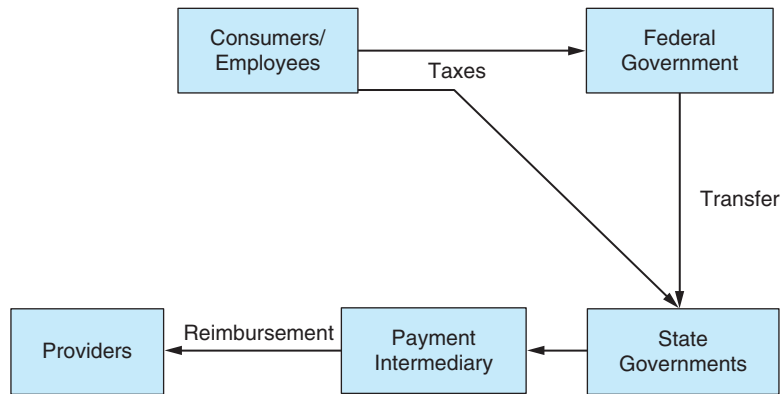 Consumers/
Employees
Federal
Government
Taxes
Transfer
Providers
Reimbursement
Payment
Intermediary
State
Governments